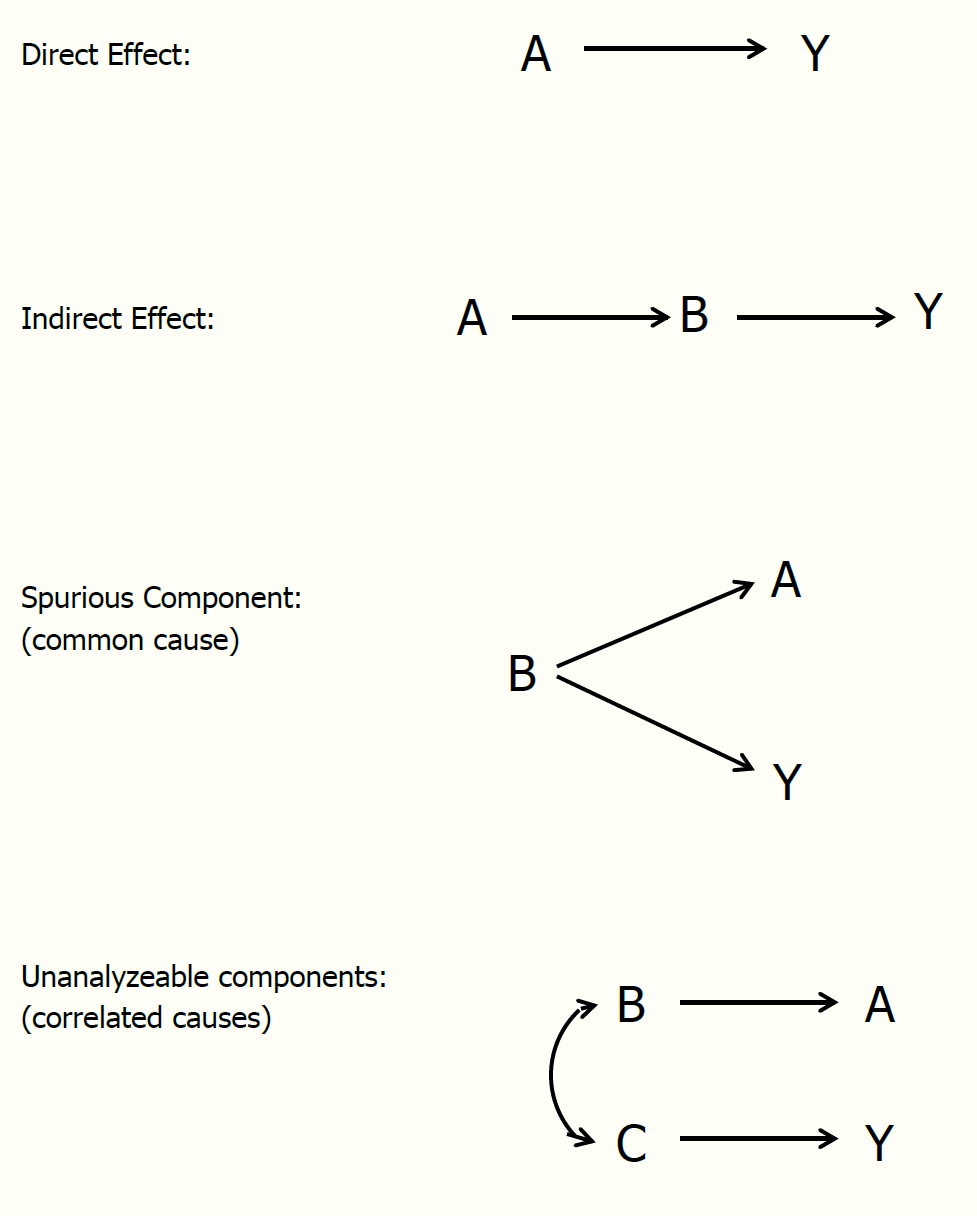 Direct Effect:
A Y
Indirect Effect:
A B Y
Spurious Component:
(common cause)
A
B
Y
Unanalyzeable components:
(correlated causes)
B A
C Y